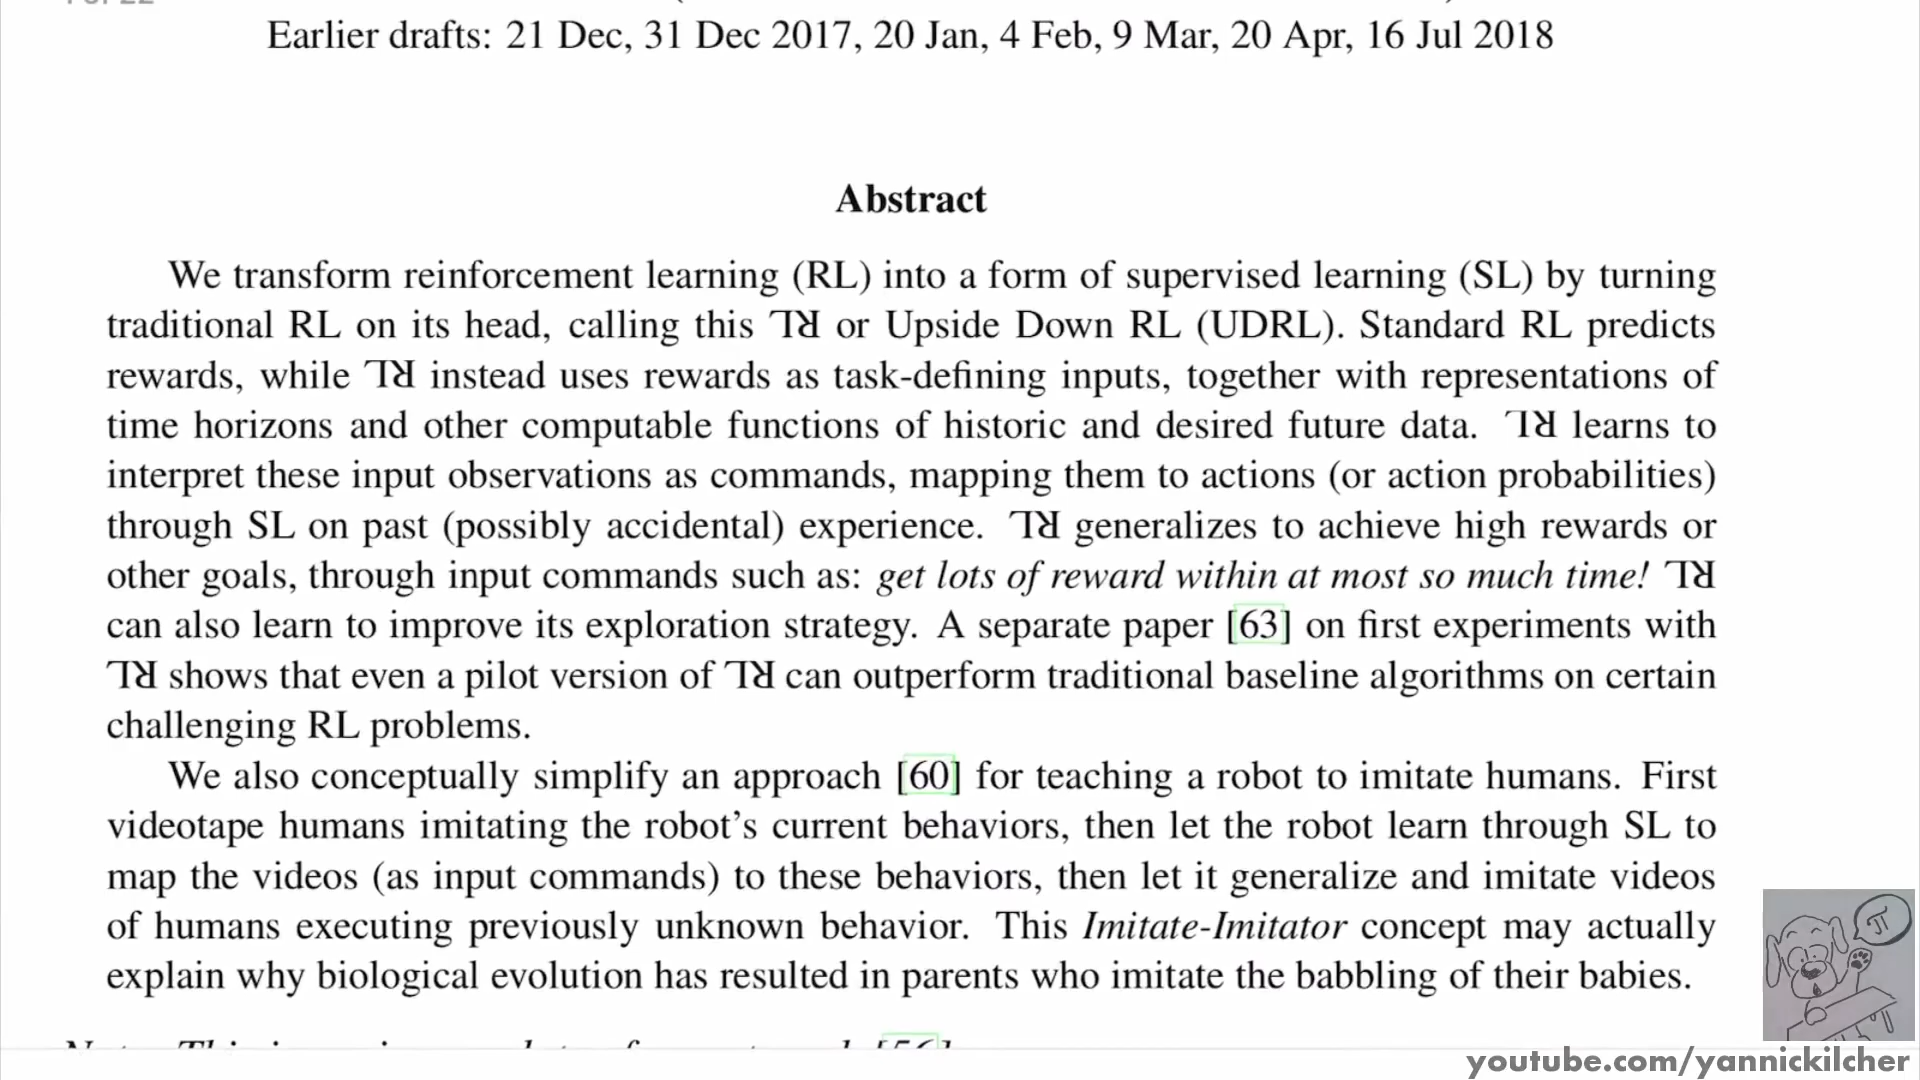 Earlier drafts: 21 Dec, 31 Dec 2017, 20 Jan, 4 Feb, 9 Mar, 20 Apr, 16 Jul 2018
Abstract
We transform reinforcement learning (RL) into a form of supervised learning (SL) by turning
traditional RL on its head, calling this ꓶꓤ or Upside Down RL (UDRL). Standard RL predicts
rewards, while ꓶꓤ instead uses rewards as task-defining inputs, together with representations of
time horizons and other computable functions of historic and desired future data. ꓶꓤ learns to
interpret these input observations as commands, mapping them to actions (or action probabilities)
through SL on past (possibly accidental) experience. ꓶꓤ generalizes to achieve high rewards or
other goals, through input commands such as: get lots of reward within at most so much time! ꓶꓤ
can also learn to improve its exploration strategy. A separate paper [63] on first experiments with
ꓶꓤ shows that even a pilot version of ꓶꓤ can outperform traditional baseline algorithms on certain
challenging RL problems.
We also conceptually simplify an approach [60] for teaching a robot to imitate humans. First
videotape humans imitating the robot's current behaviors, then let the robot learn through SL to
map the videos (as input commands) to these behaviors, then let it generalize and imitate videos
of humans executing previously unknown behavior. This Imitate-Imitator concept may actually
explain why biological evolution has resulted in parents who imitate the babbling of their babies.
π
youtube.com/yannickilcher